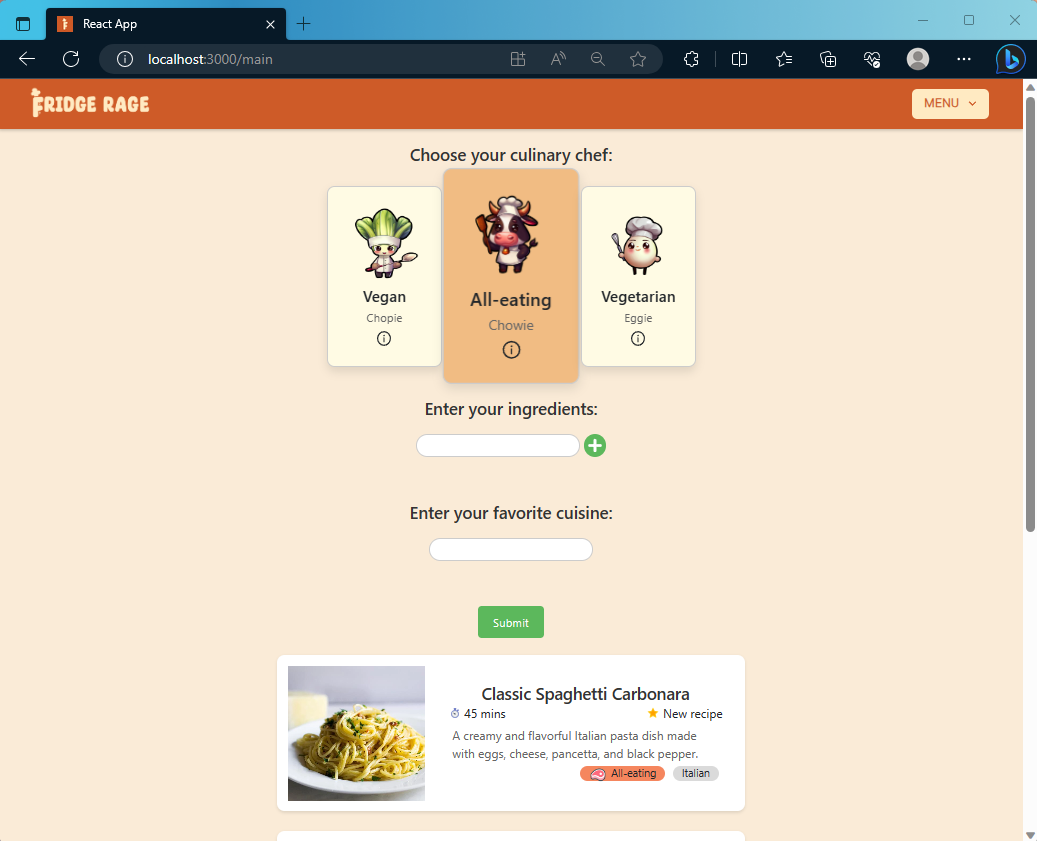 React App
localhost:3000/main
FRIDGE RAGE
MENU
Choose your culinary chef:
Vegan
Chopie
All-eating
Chowie
Vegetarian
Eggie
Enter your ingredients:
Enter your favorite cuisine:
Submit
Classic Spaghetti Carbonara
45 mins
New recipe
A creamy and flavorful Italian pasta dish made
with eggs, cheese, pancetta, and black pepper.
All-eating
Italian